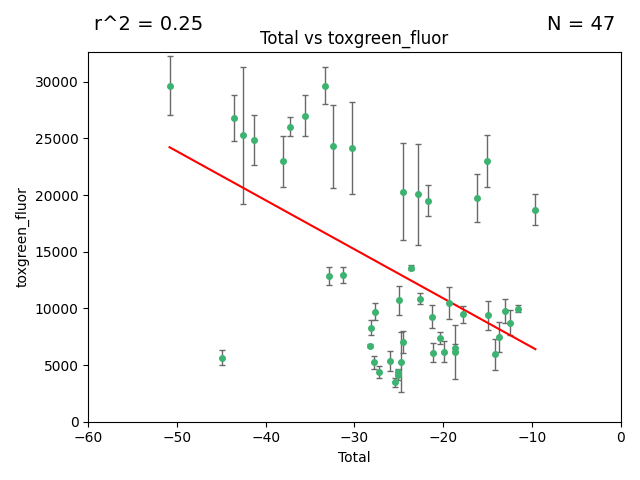 r^2 = 0.25
N = 47
Total vs toxgreen_fluor
toxgreen_fluor
30000
25000
20000
15000
10000
5000
0
−60
−50
−40
−30
−20
−10
0
Total